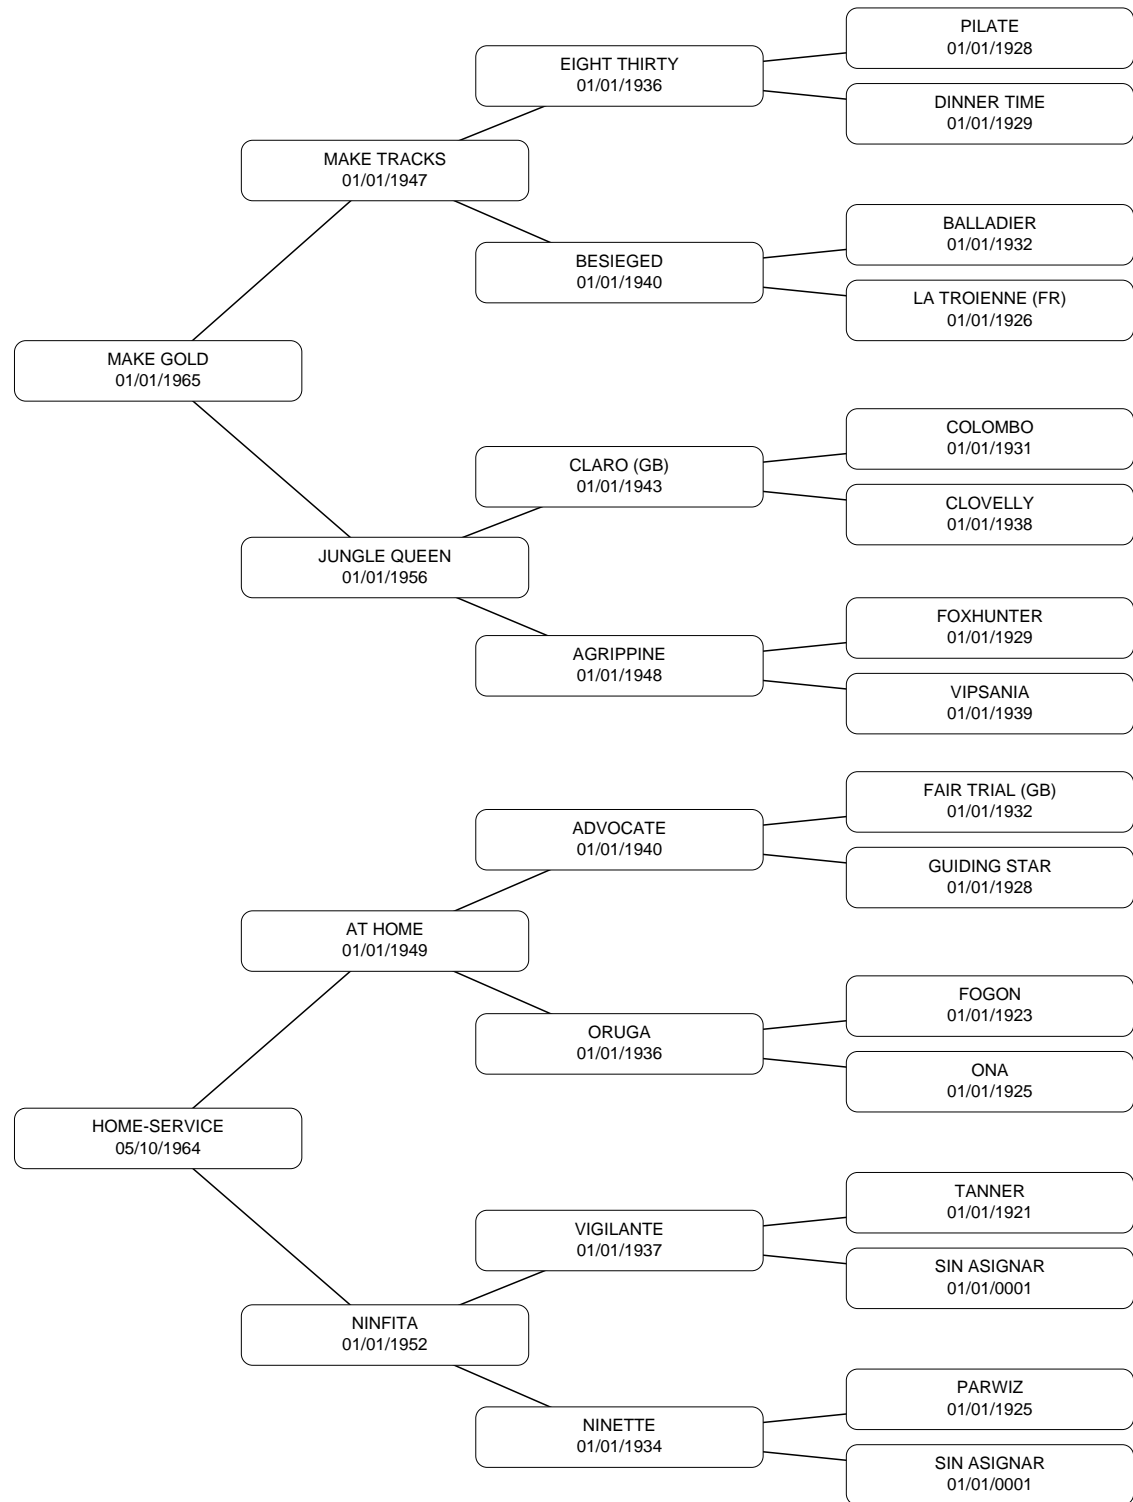 PILATE
01/01/1928
EIGHT THIRTY
01/01/1936
DINNER TIME
01/01/1929
MAKE TRACKS
01/01/1947
BALLADIER
01/01/1932
BESIEGED
01/01/1940
LA TROIENNE (FR)
01/01/1926
MAKE GOLD
01/01/1965
COLOMBO
01/01/1931
CLARO (GB)
01/01/1943
CLOVELLY
01/01/1938
JUNGLE QUEEN
01/01/1956
FOXHUNTER
01/01/1929
AGRIPPINE
01/01/1948
VIPSANIA
01/01/1939
FAIR TRIAL (GB)
01/01/1932
ADVOCATE
01/01/1940
GUIDING STAR
01/01/1928
AT HOME
01/01/1949
FOGON
01/01/1923
ORUGA
01/01/1936
ONA
01/01/1925
HOME-SERVICE
05/10/1964
TANNER
01/01/1921
VIGILANTE
01/01/1937
SIN ASIGNAR
01/01/0001
NINFITA
01/01/1952
PARWIZ
01/01/1925
NINETTE
01/01/1934
SIN ASIGNAR
01/01/0001